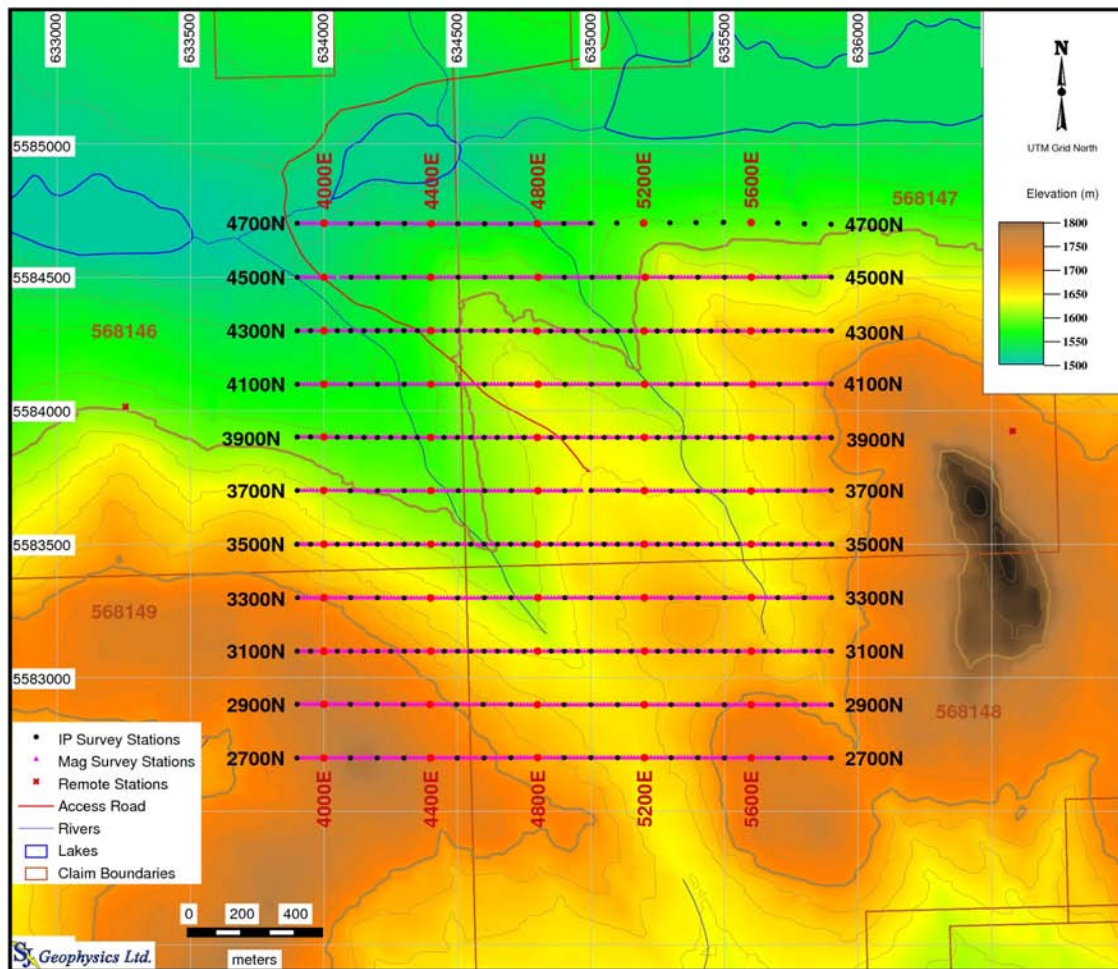 633000
633500
634000
634500
635000
635500
636000
N
UTM Grid North
Elevation (m)
1800
1750
1700
1650
1600
1550
1500
5585000
5584500
5584000
5583500
5583000
4000E
4400E
4800E
5200E
5600E
568147
568146
568149
568148
4700N
4700N
4500N
4500N
4300N
4300N
4100N
4100N
3900N
3900N
3700N
3700N
3500N
3500N
3300N
3300N
3100N
3100N
2900N
2900N
2700N
2700N
4000E
4400E
4800E
5200E
5600E
IP Survey Stations
Mag Survey Stations
Remote Stations
Access Road
Rivers
Lakes
Claim Boundaries
0 200 400
meters
SJ Geophysics Ltd.